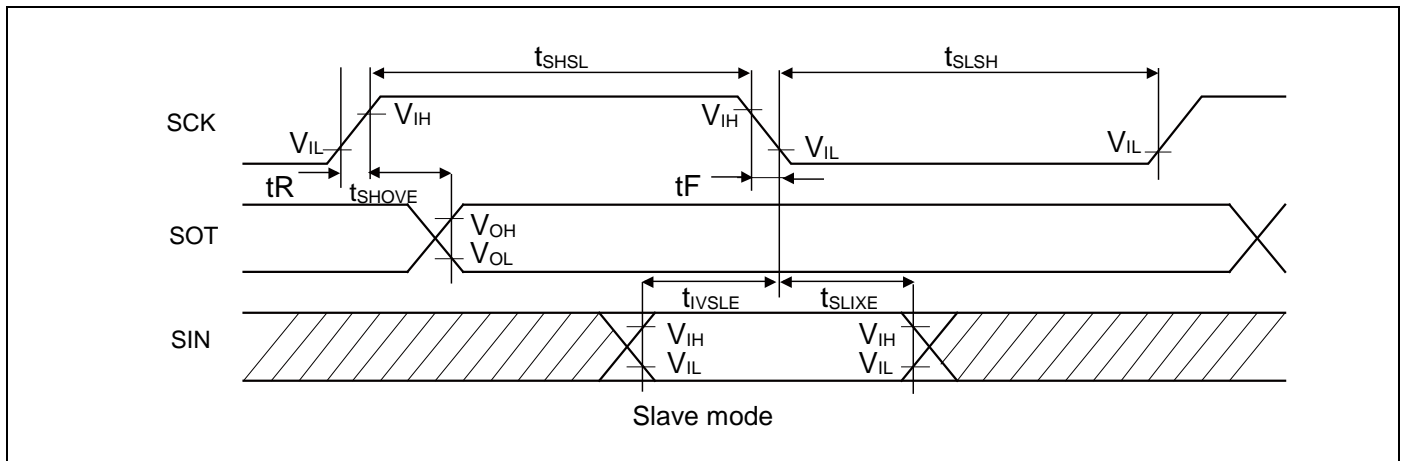 tSHSL tSLSH
SCK VIH VIH
VIL VIL VIL
tR tSHOVE tF
SOT VOH
VOL
tIVSLE tSLIXE
SIN VIH VIH
VIL VIL
Slave mode